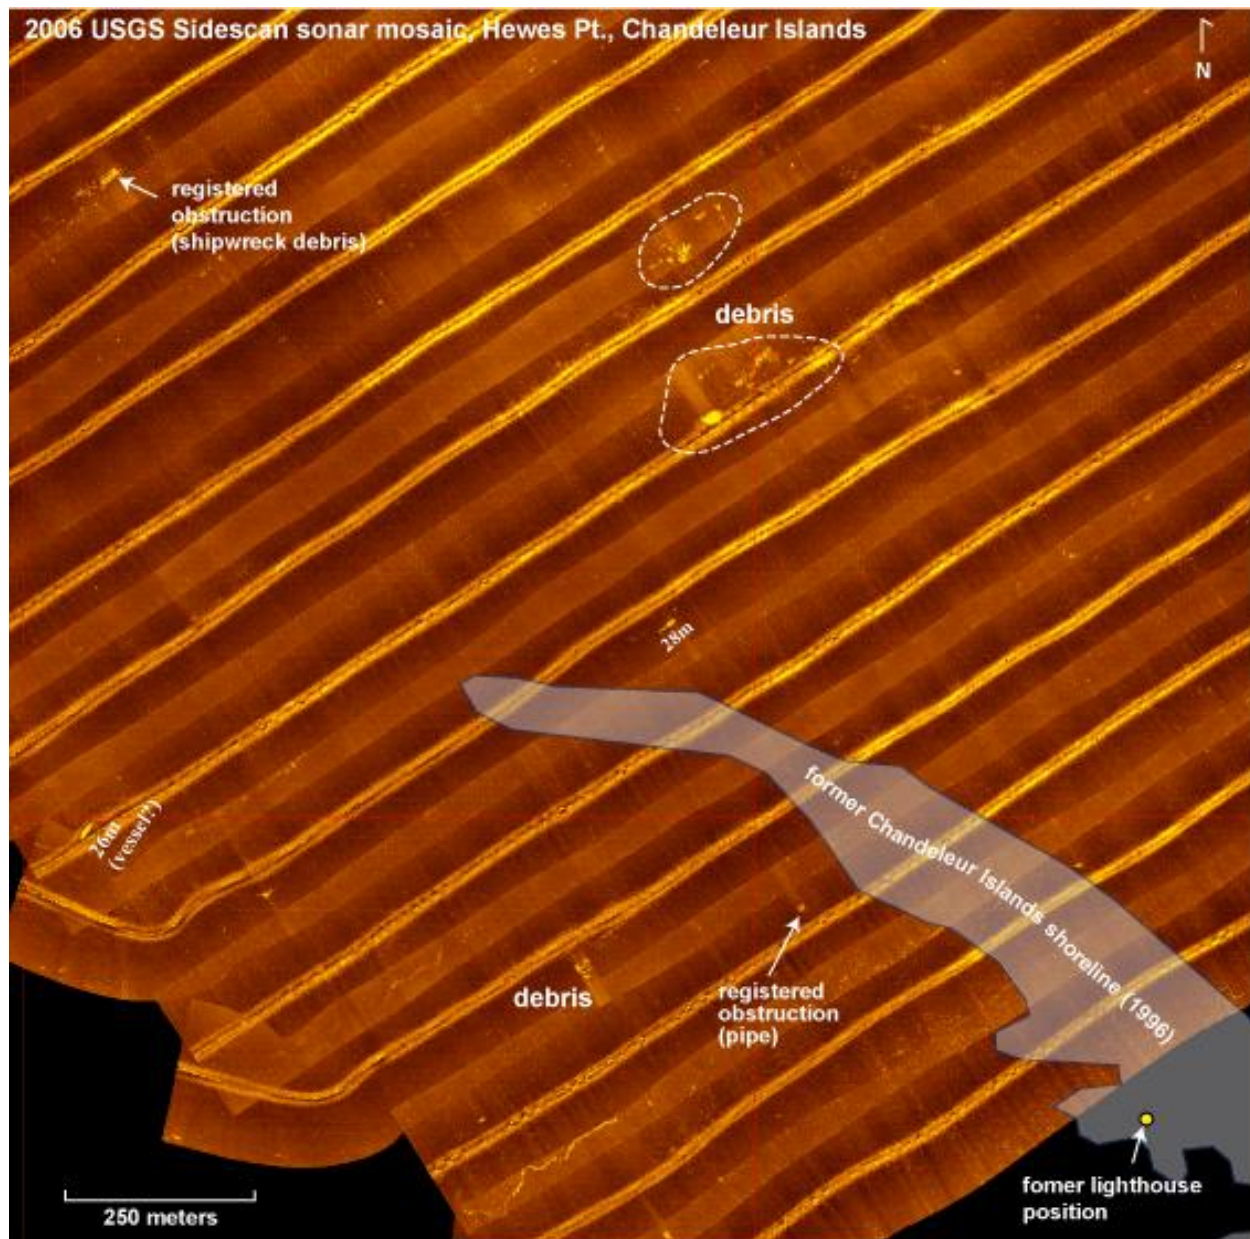 2006 USGS Sidescan sonar mosaic, Hewes Pt., Chandeleur Islands
N
registered
obstruction
(shipwreck debris)
debris
28m
former Chandeleur Islands shoreline (1996)
26m
(vessel?)
debris
registered
obstruction
(pipe)
fomer lighthouse
position
250 meters